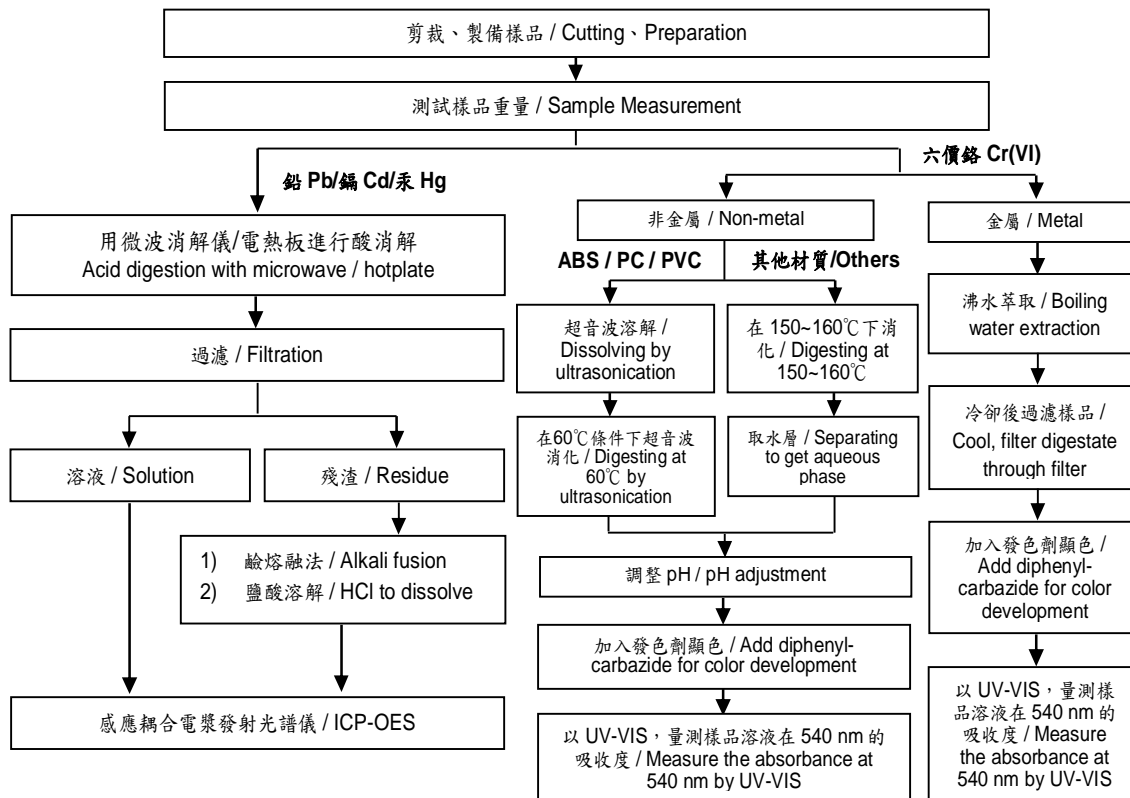 剪裁、製備樣品 / Cutting、Preparation
測試樣品重量 / Sample Measurement
鉛 Pb/鎘 Cd/汞 Hg
六價鉻 Cr(VI)
用微波消解儀/電熱板進行酸消解
Acid digestion with microwave / hotplate
過濾 / Filtration
溶液 / Solution
殘渣 / Residue
1) 鹼熔融法 / Alkali fusion
2) 鹽酸溶解 / HCl to dissolve
感應耦合電漿發射光譜儀 / ICP-OES
非金屬 / Non-metal
ABS / PC / PVC
其他材質/Others
超音波溶解 /
Dissolving by
ultrasonication
在 150~160℃下消
化 / Digesting at
150~160℃
在60℃條件下超音波
消化 / Digesting at
60℃ by
ultrasonication
取水層 / Separating
to get aqueous
phase
調整 pH / pH adjustment
加入發色劑顯色 / Add diphenyl-
carbazide for color development
以 UV-VIS，量測樣品溶液在 540 nm 的
吸收度 / Measure the absorbance at
540 nm by UV-VIS
金屬 / Metal
沸水萃取 / Boiling
water extraction
冷卻後過濾樣品 /
Cool, filter digestate
through filter
加入發色劑顯色 /
Add diphenyl-
carbazide for color
development
以 UV-VIS，量測樣
品溶液在 540 nm 的
吸收度 / Measure
the absorbance at
540 nm by UV-VIS